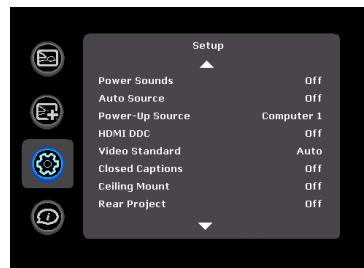 Setup
Power Sounds Off
Auto Source Off
Power-Up Source Computer 1
HDMI DDC Off
Video Standard Auto
Closed Captions Off
Ceiling Mount Off
Rear Project Off